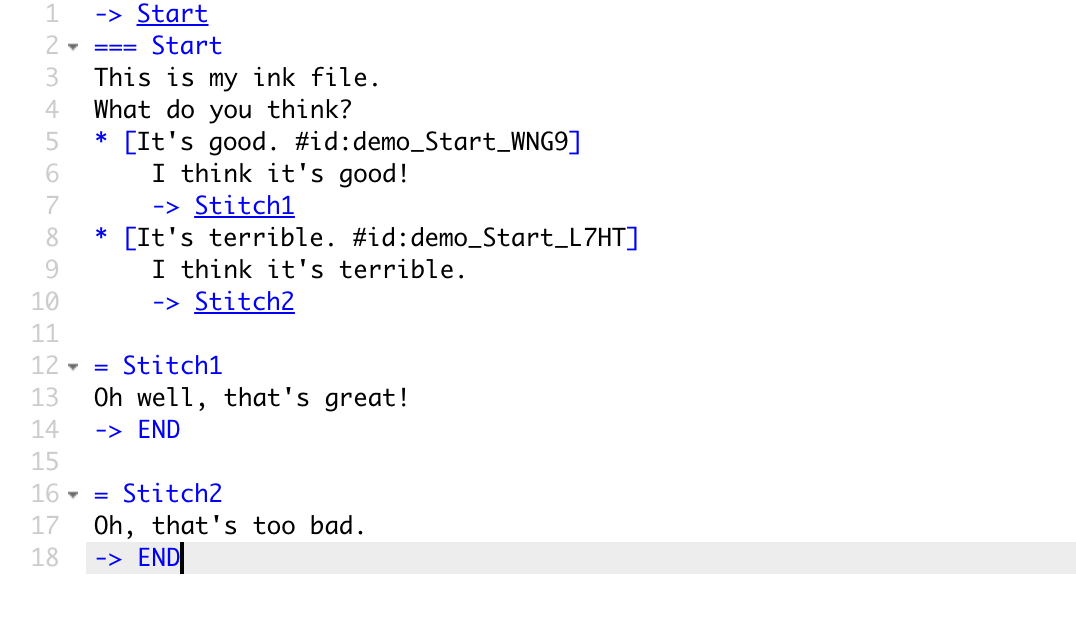 1 -> Start
2 === Start
3 This is my ink file.
4 What do you think?
5 * [It's good. #id:demo_Start_WNG9]
6 I think it's good!
7 -> Stitch1
8 * [It's terrible. #id:demo_Start_L7HT]
9 I think it's terrible.
10 -> Stitch2
11
12 = Stitch1
13 Oh well, that's great!
14 -> END
15
16 = Stitch2
17 Oh, that's too bad.
18 -> END